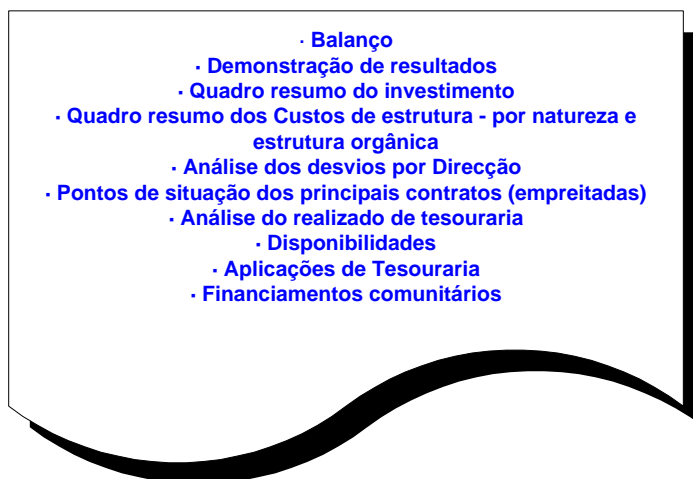 · Balanço
· Demonstração de resultados
· Quadro resumo do investimento
· Quadro resumo dos Custos de estrutura - por natureza e
estrutura orgânica
· Análise dos desvios por Direcção
· Pontos de situação dos principais contratos (empreitadas)
· Análise do realizado de tesouraria
· Disponibilidades
· Aplicações de Tesouraria
· Financiamentos comunitários